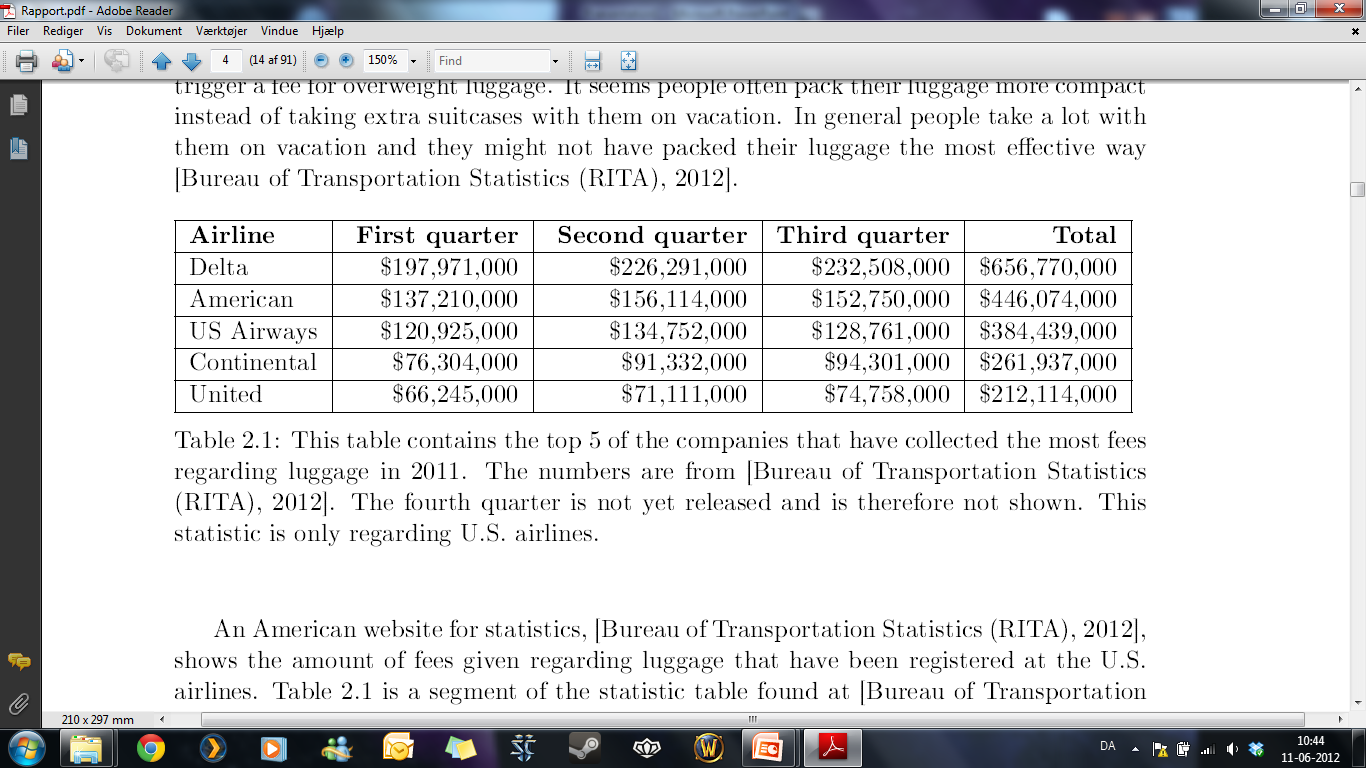 Rapport.pdf - Adobe Reader
Filer Rediger Vis Dokument Værktøjer Vindue Hjælp
4 (14 af 91) 150% Find
trigger a fee for overweight luggage. It seems people often pack their luggage more compact
instead of taking extra suitcases with them on vacation. In general people take a lot with
them on vacation and they might not have packed their luggage the most effective way
[Bureau of Transportation Statistics (RITA), 2012].
Airline First quarter Second quarter Third quarter Total
Delta $197,971,000 $226,291,000 $232,508,000 $656,770,000
American $137,210,000 $156,114,000 $152,750,000 $446,074,000
US Airways $120,925,000 $134,752,000 $128,761,000 $384,439,000
Continental $76,304,000 $91,332,000 $94,301,000 $261,937,000
United $66,245,000 $71,111,000 $74,758,000 $212,114,000
Table 2.1: This table contains the top 5 of the companies that have collected the most fees
regarding luggage in 2011. The numbers are from [Bureau of Transportation Statistics
(RITA), 2012]. The fourth quarter is not yet released and is therefore not shown. This
statistic is only regarding U.S. airlines.
An American website for statistics, [Bureau of Transportation Statistics (RITA), 2012],
shows the amount of fees given regarding luggage that have been registered at the U.S.
airlines. Table 2.1 is a segment of the statistic table found at [Bureau of Transportation
210 x 297 mm
DA 10:44
11-06-2012